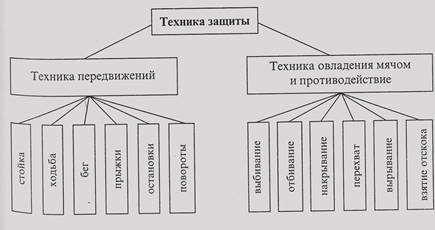 Техника защиты
Техника передвижений
Техника овладения мячом
и противодействие
стойка
ходьба
бег
прыжки
остановки
повороты
выбивание
отбивание
накрывание
перехват
вырывание
взятие отскока